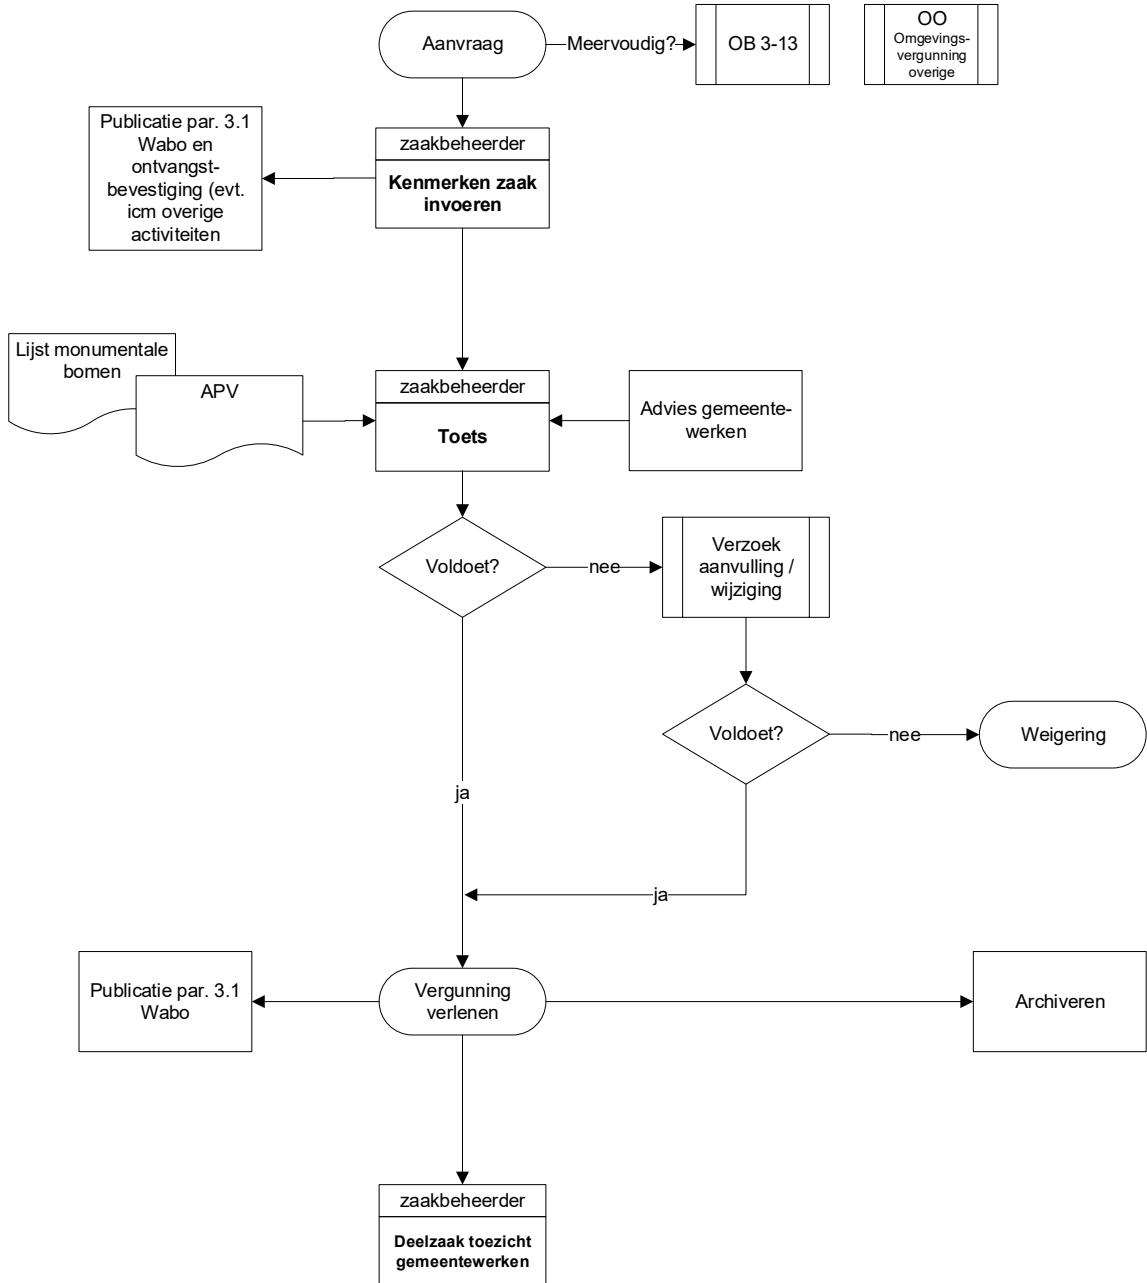 Aanvraag
Meervoudig?
OB 3-13
OO
Omgevings-
vergunning
overige
Publicatie par. 3.1
Wabo en
ontvangst-
bevestiging (evt.
icm overige
activiteiten
zaakbeheerder
Kenmerken zaak
invoeren
Lijst monumentale
bomen
APV
zaakbeheerder
Toets
Advies gemeente-
werken
Voldoet?
nee
Verzoek
aanvulling /
wijziging
Voldoet?
nee
Weigering
ja
ja
Publicatie par. 3.1
Wabo
Vergunning
verlenen
Archiveren
zaakbeheerder
Deelzaak toezicht
gemeentewerken